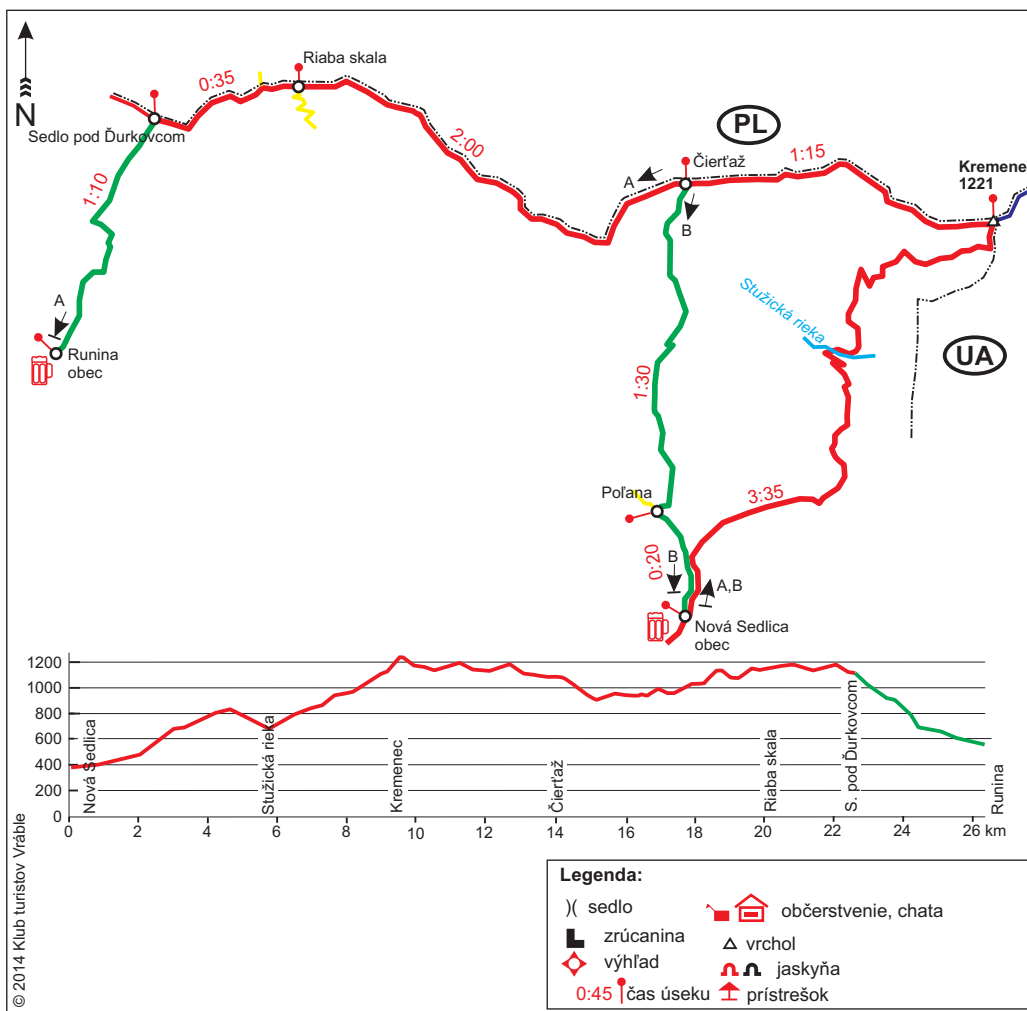 N
Riaba skala
0:35
Sedlo pod Ďurkovcom
2:00
PL
Čierťaž
1:15
Kremenec
1221
A
B
1:10
A
Stužická rieka
UA
Runina
obec
1:30
Poľana
3:35
0:20
B
A,B
Nová Sedlica
obec
1200
1000
800
600
400
200
0
Nová Sedlica
Stužická rieka
Kremenec
Čierťaž
Riaba skala
S. pod Ďurkovcom
Runina
0 2 4 6 8 10 12 14 16 18 20 22 24 26 km
© 2014 Klub turistov Vráble
Legenda:
)( sedlo
občerstvenie, chata
zrúcanina
vrchol
výhľad
jaskyňa
0:45 čas úseku
prístrešok